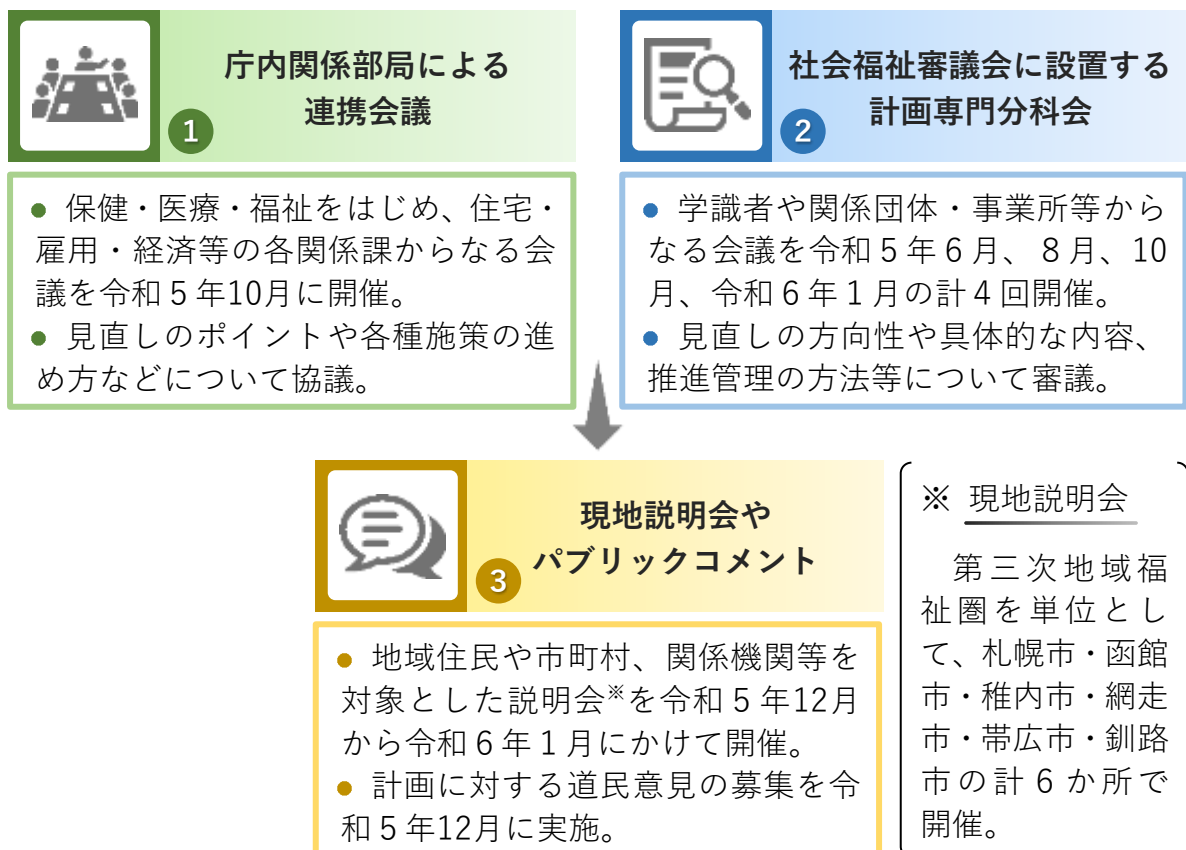 庁内関係部局による
連携会議
1
● 保健・医療・福祉をはじめ、住宅・
雇用・経済等の各関係課からなる会
議を令和５年10月に開催。
● 見直しのポイントや各種施策の進
め方などについて協議。
社会福祉審議会に設置する
計画専門分科会
2
● 学識者や関係団体・事業所等から
なる会議を令和５年６月、８月、10
月、令和６年１月の計４回開催。
● 見直しの方向性や具体的な内容、
推進管理の方法等について審議。
現地説明会や
パブリックコメント
3
● 地域住民や市町村、関係機関等を
対象とした説明会※を令和５年12月
から令和６年１月にかけて開催。
● 計画に対する道民意見の募集を令
和５年12月に実施。
※ 現地説明会
第三次地域福
祉圏を単位とし
て、札幌市・函館
市・稚内市・網走
市・帯広市・釧路
市の計６か所で
開催。